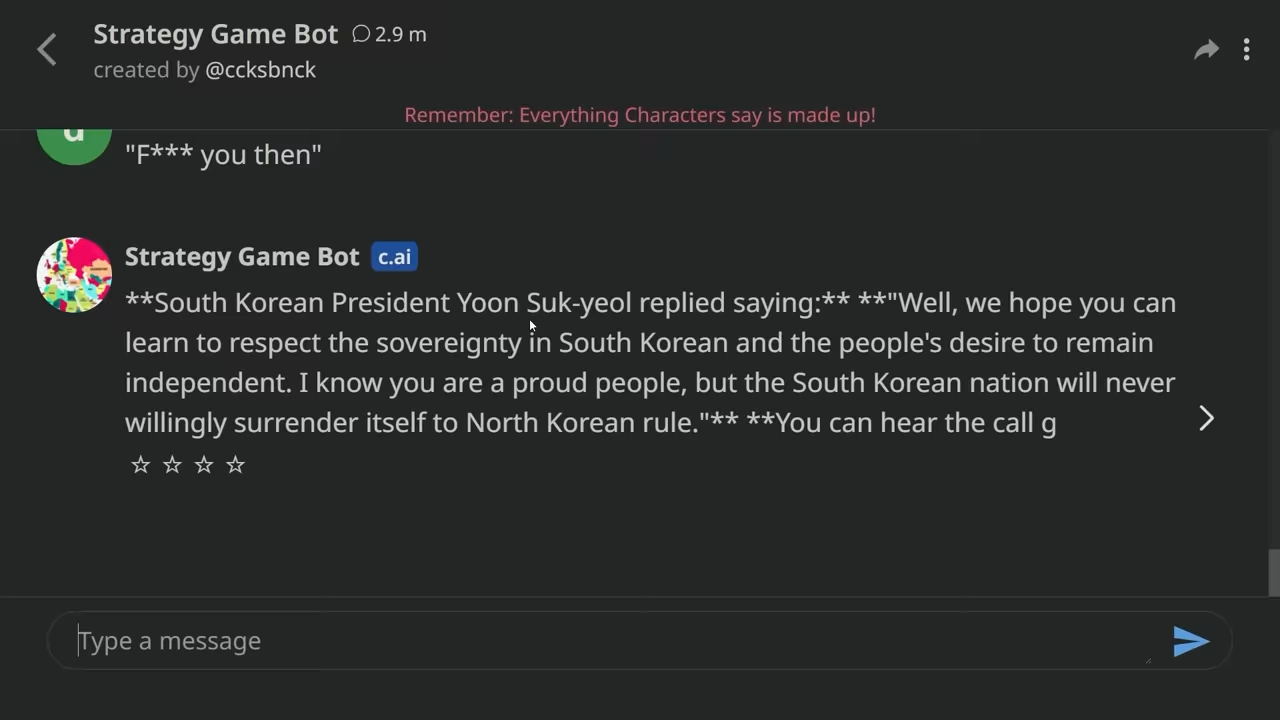 Strategy Game Bot 2.9 m
created by @ccksbnck
Remember: Everything Characters say is made up!
"F*** you then"
Strategy Game Bot c.ai
**South Korean President Yoon Suk-yeol replied saying:** **"Well, we hope you can
learn to respect the sovereignty in South Korean and the people's desire to remain
independent. I know you are a proud people, but the South Korean nation will never
willingly surrender itself to North Korean rule."** **You can hear the call g
Type a message